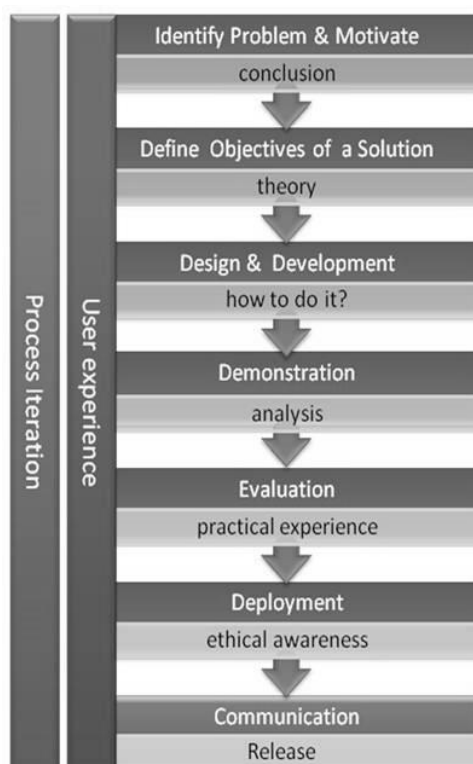 Process Iteration
User experience
Identify Problem & Motivate
conclusion
Define Objectives of a Solution
theory
Design & Development
how to do it?
Demonstration
analysis
Evaluation
practical experience
Deployment
ethical awareness
Communication
Release